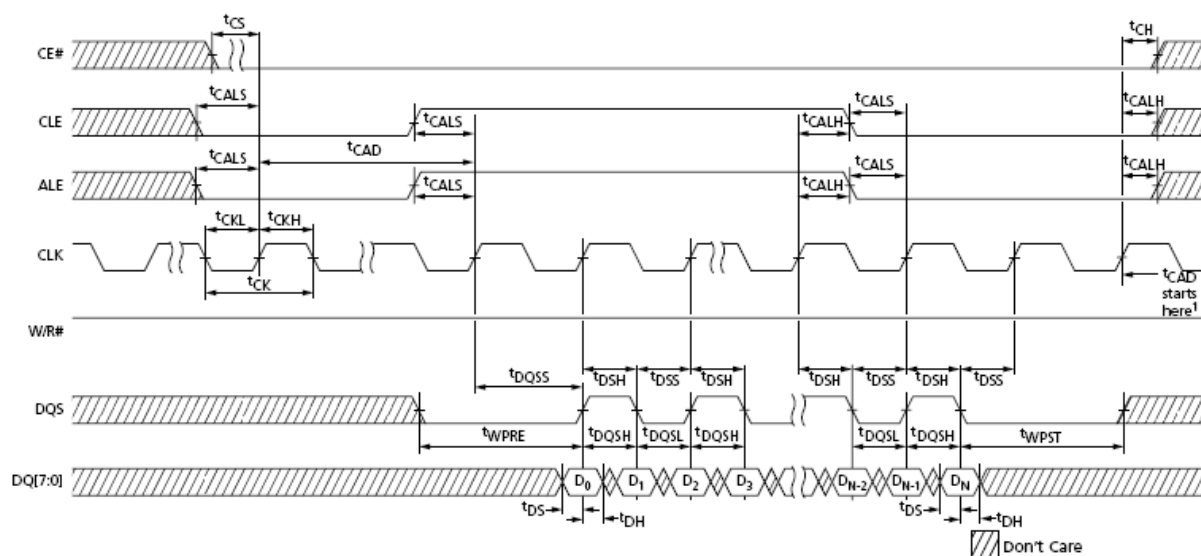 tCS tCH
CE#
tCALS tCALS tCALH
CLE
tCALS tCALH
tCALS tCAD tCALS tCALH
ALE
tCALS tCALH
tCKL tCKH
CLK
tCK tCAD
starts
here1
W/R#
tDQSS tDSH tDSS tDSH tDSH tDSS tDSH tDSS
DQS
tWPRE tDQSH tDQSL tDQSH tDQSL tDQSH tWPST
DQ[7:0] D0 D1 D2 D3 DN-2 DN-1 DN
tDS tDH tDS tDH
Don't Care